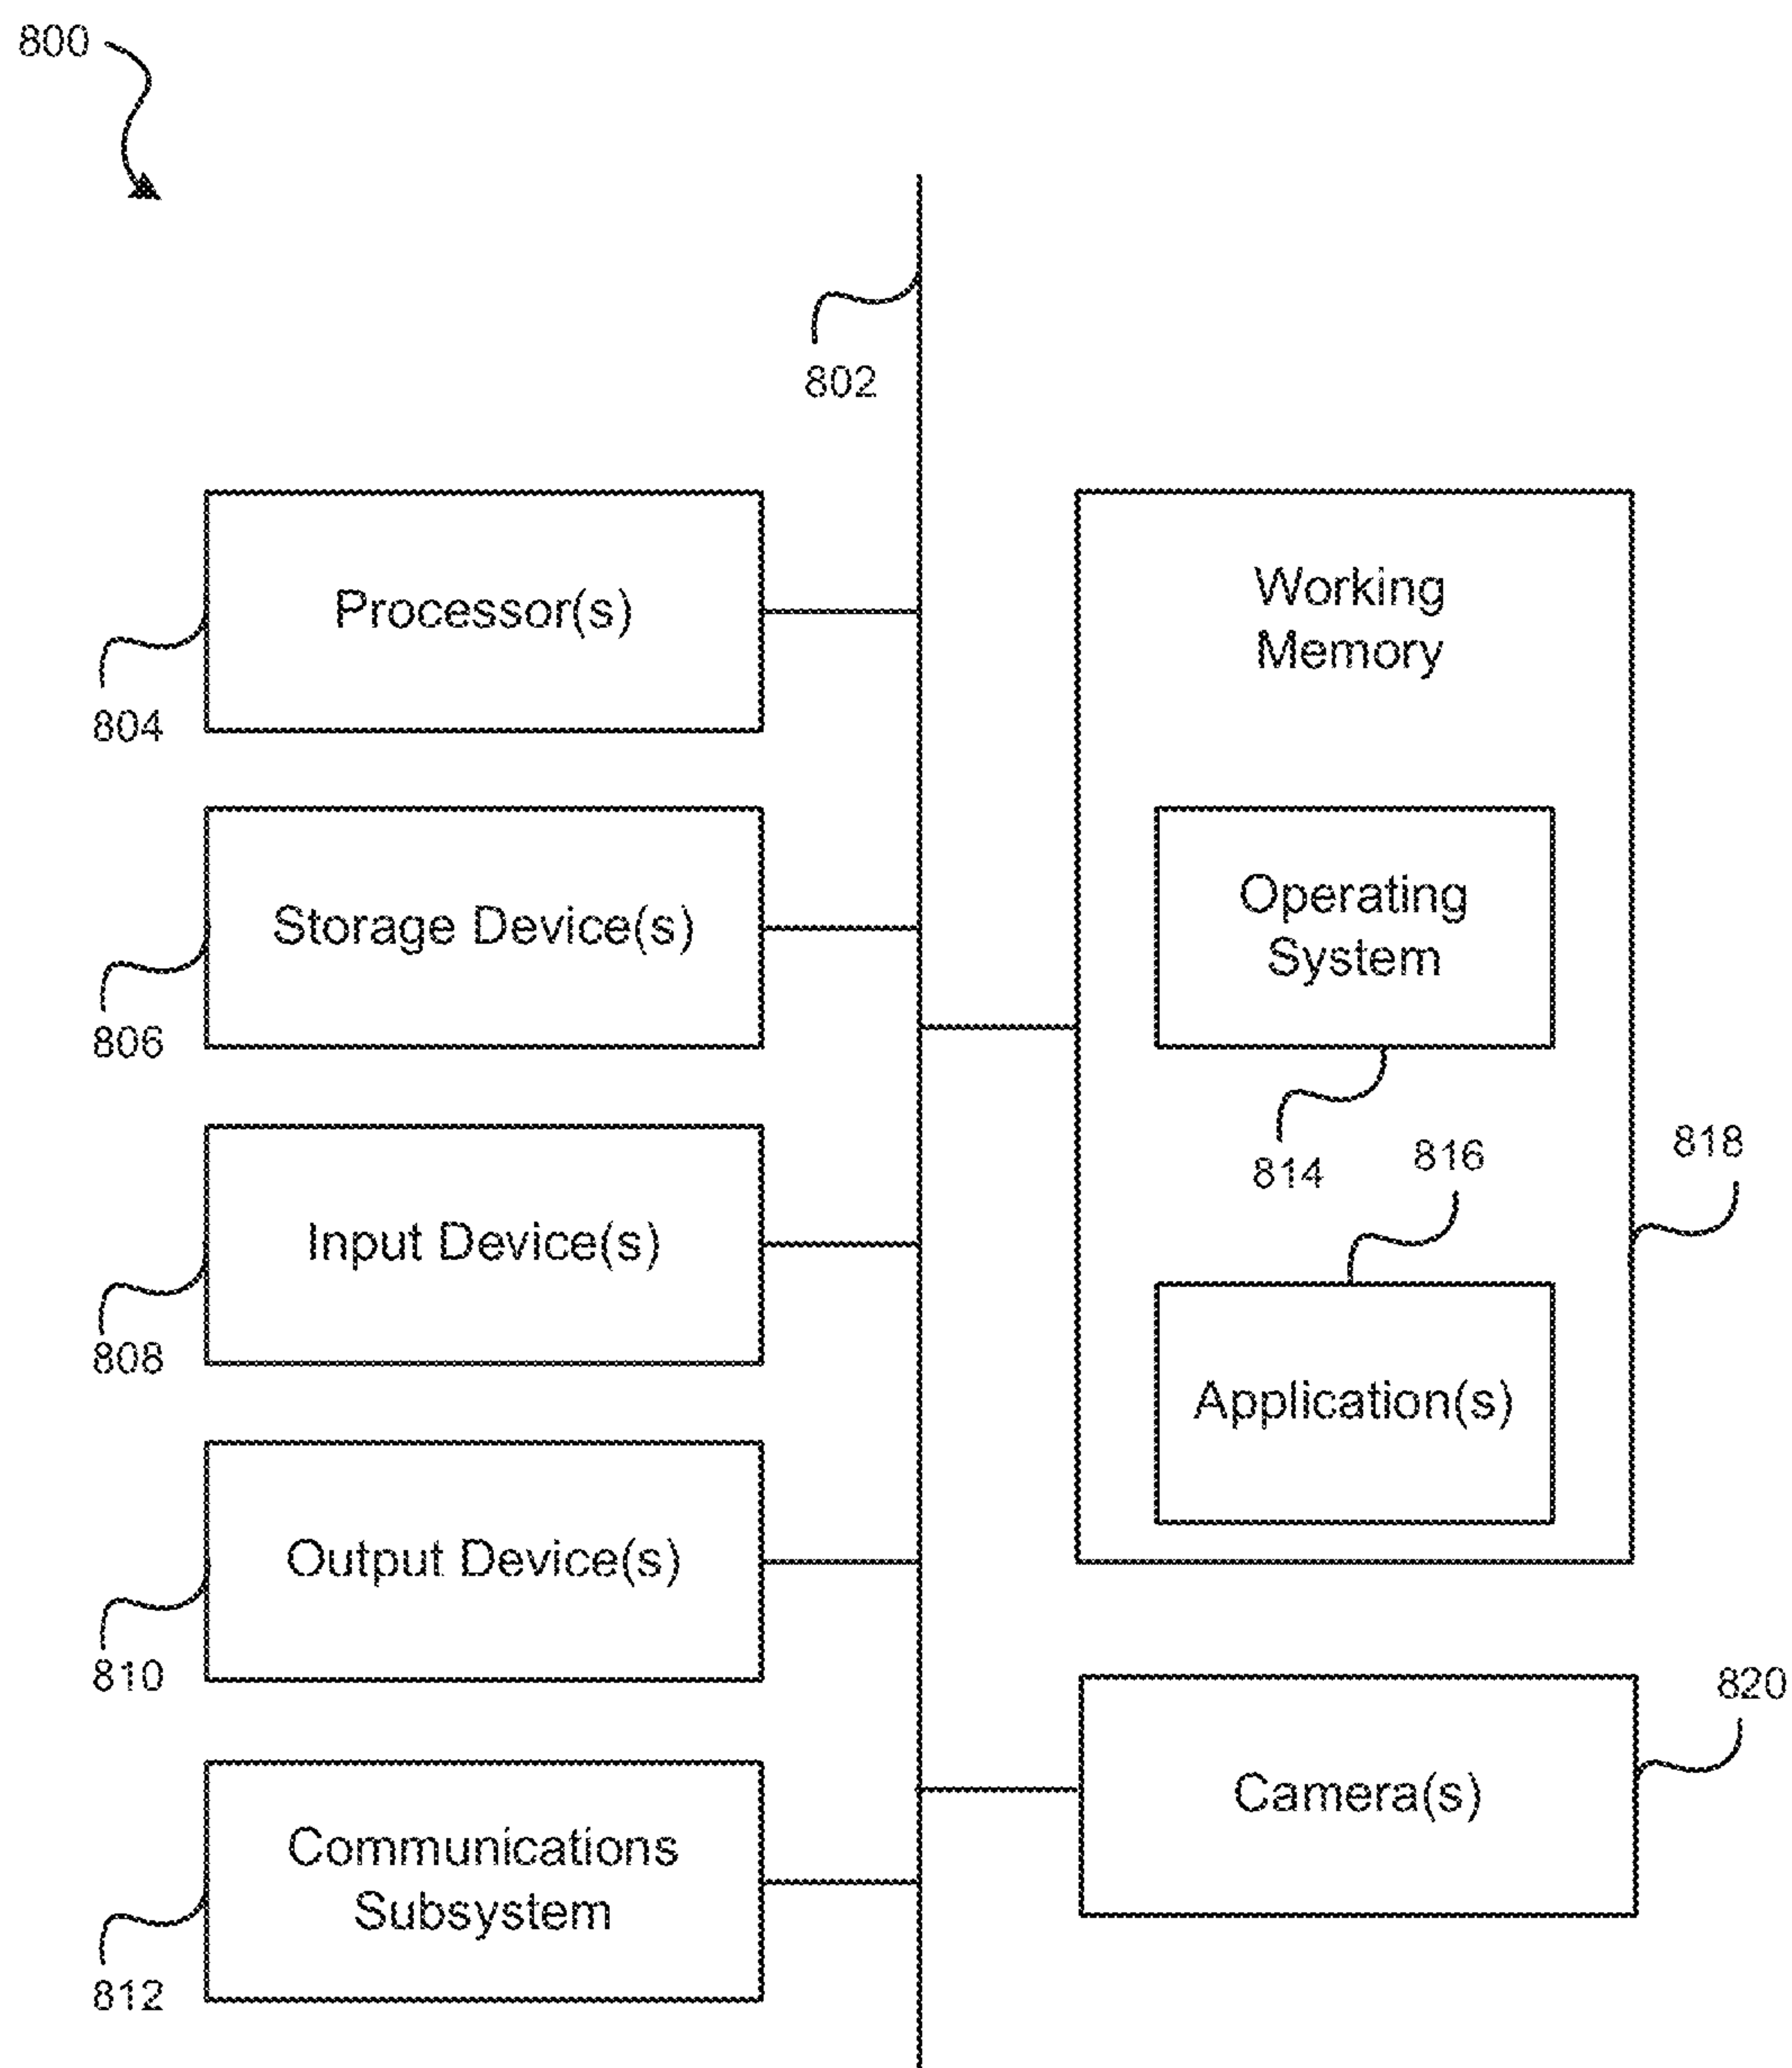 800
802
Processor(s)
804
Storage Device(s)
806
Input Device(s)
808
Output Device(s)
810
Communications
Subsystem
812
Working
Memory
Operating
System
814
816
818
Application(s)
820
Camera(s)